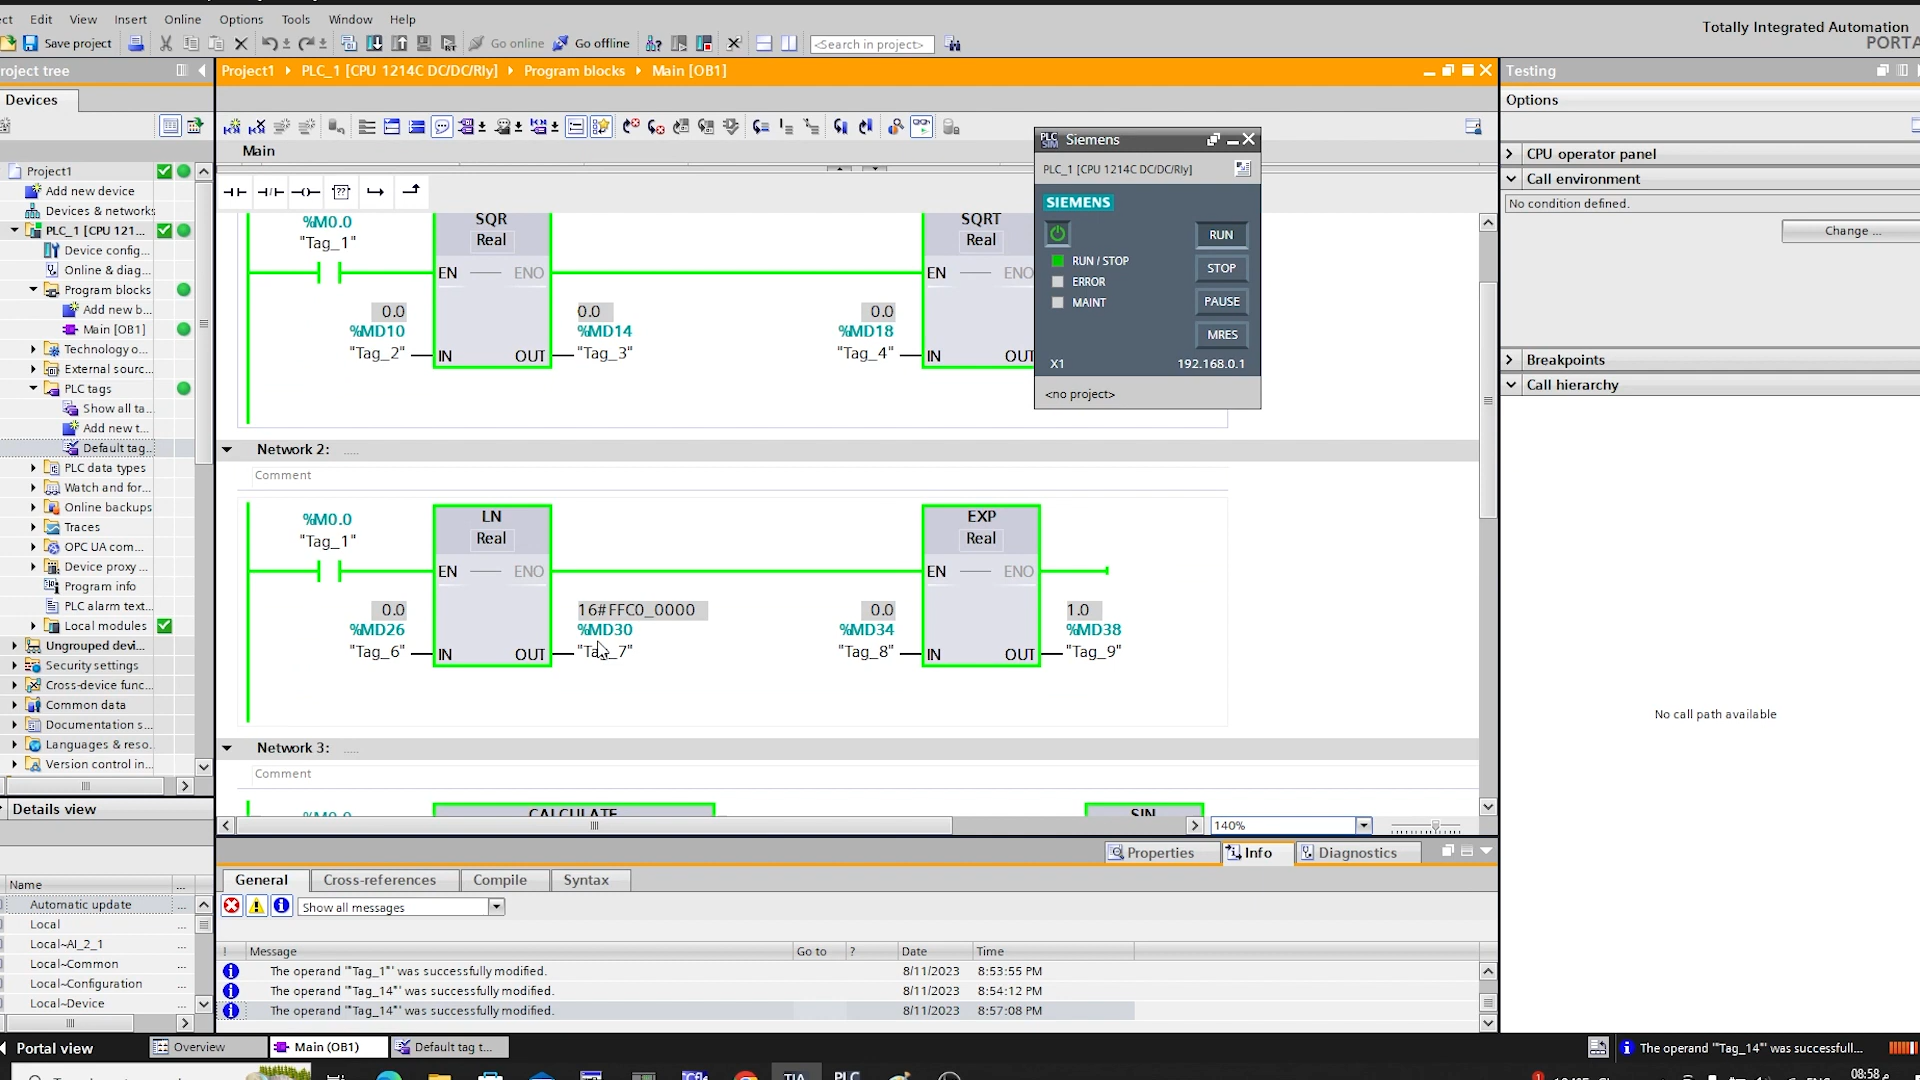 Edit View Insert Online Options Tools Window Help
Totally Integrated Automation
Save project Go online Go offline <Search in project>
Project1 PLC_1 [CPU 1214C DC/DC/Rly] Program blocks Main [OB1]
Testing
Devices
Options
Main
Siemens
CPU operator panel
PLC_1 [CPU 1214C DC/DC/Rly]
Project1
Call environment
Add new device
SIEMENS
No condition defined.
Devices & networks
%M0.0 SQR SQRT
PLC_1 [CPU 121...
"Tag_1" Real Real
RUN
Change ...
Device config...
RUN / STOP
Online & diag...
EN ENO EN ENO
STOP
ERROR
Program blocks
MAINT
PAUSE
Add new b...
0.0 0.0 0.0
Main [OB1]
%MD10 %MD14 %MD18
MRES
Technology o...
"Tag_2" IN OUT "Tag_3" "Tag_4" IN
Breakpoints
External sourc...
X1 192.168.0.1
PLC tags
<no project>
Call hierarchy
Show all ta...
Add new t...
Default tag..
Network 2: .....
PLC data types
Comment
Watch and for...
Online backups
%M0.0 LN EXP
Traces
"Tag_1" Real Real
OPC UA com...
Device proxy ...
EN ENO EN ENO
Program info
PLC alarm text...
0.0 16#FFC0_0000 0.0 1.0
Local modules
%MD26 %MD30 %MD34 %MD38
Ungrouped devi...
"Tag_6" IN OUT "Tag_7" "Tag_8" IN OUT "Tag_9"
Security settings
Cross-device func...
Common data
No call path available
Documentation s...
Languages & reso..
Network 3: .....
Version control in...
Comment
CALCULATE SIN
Details view
140%
Properties Info Diagnostics
General Cross-references Compile Syntax
Name ...
Automatic update ...
Show all messages
Local ...
Local~AI_2_1 ...
! Message Go to ? Date Time
Local~Common ...
The operand '"Tag_1"' was successfully modified. 8/11/2023 8:53:55 PM
Local~Configuration ...
The operand '"Tag_14"' was successfully modified. 8/11/2023 8:54:12 PM
Local~Device ...
The operand '"Tag_14"' was successfully modified. 8/11/2023 8:57:08 PM
Portal view Overview Main (OB1) Default tag t...
The operand '"Tag_14"' was successfull...
08:58